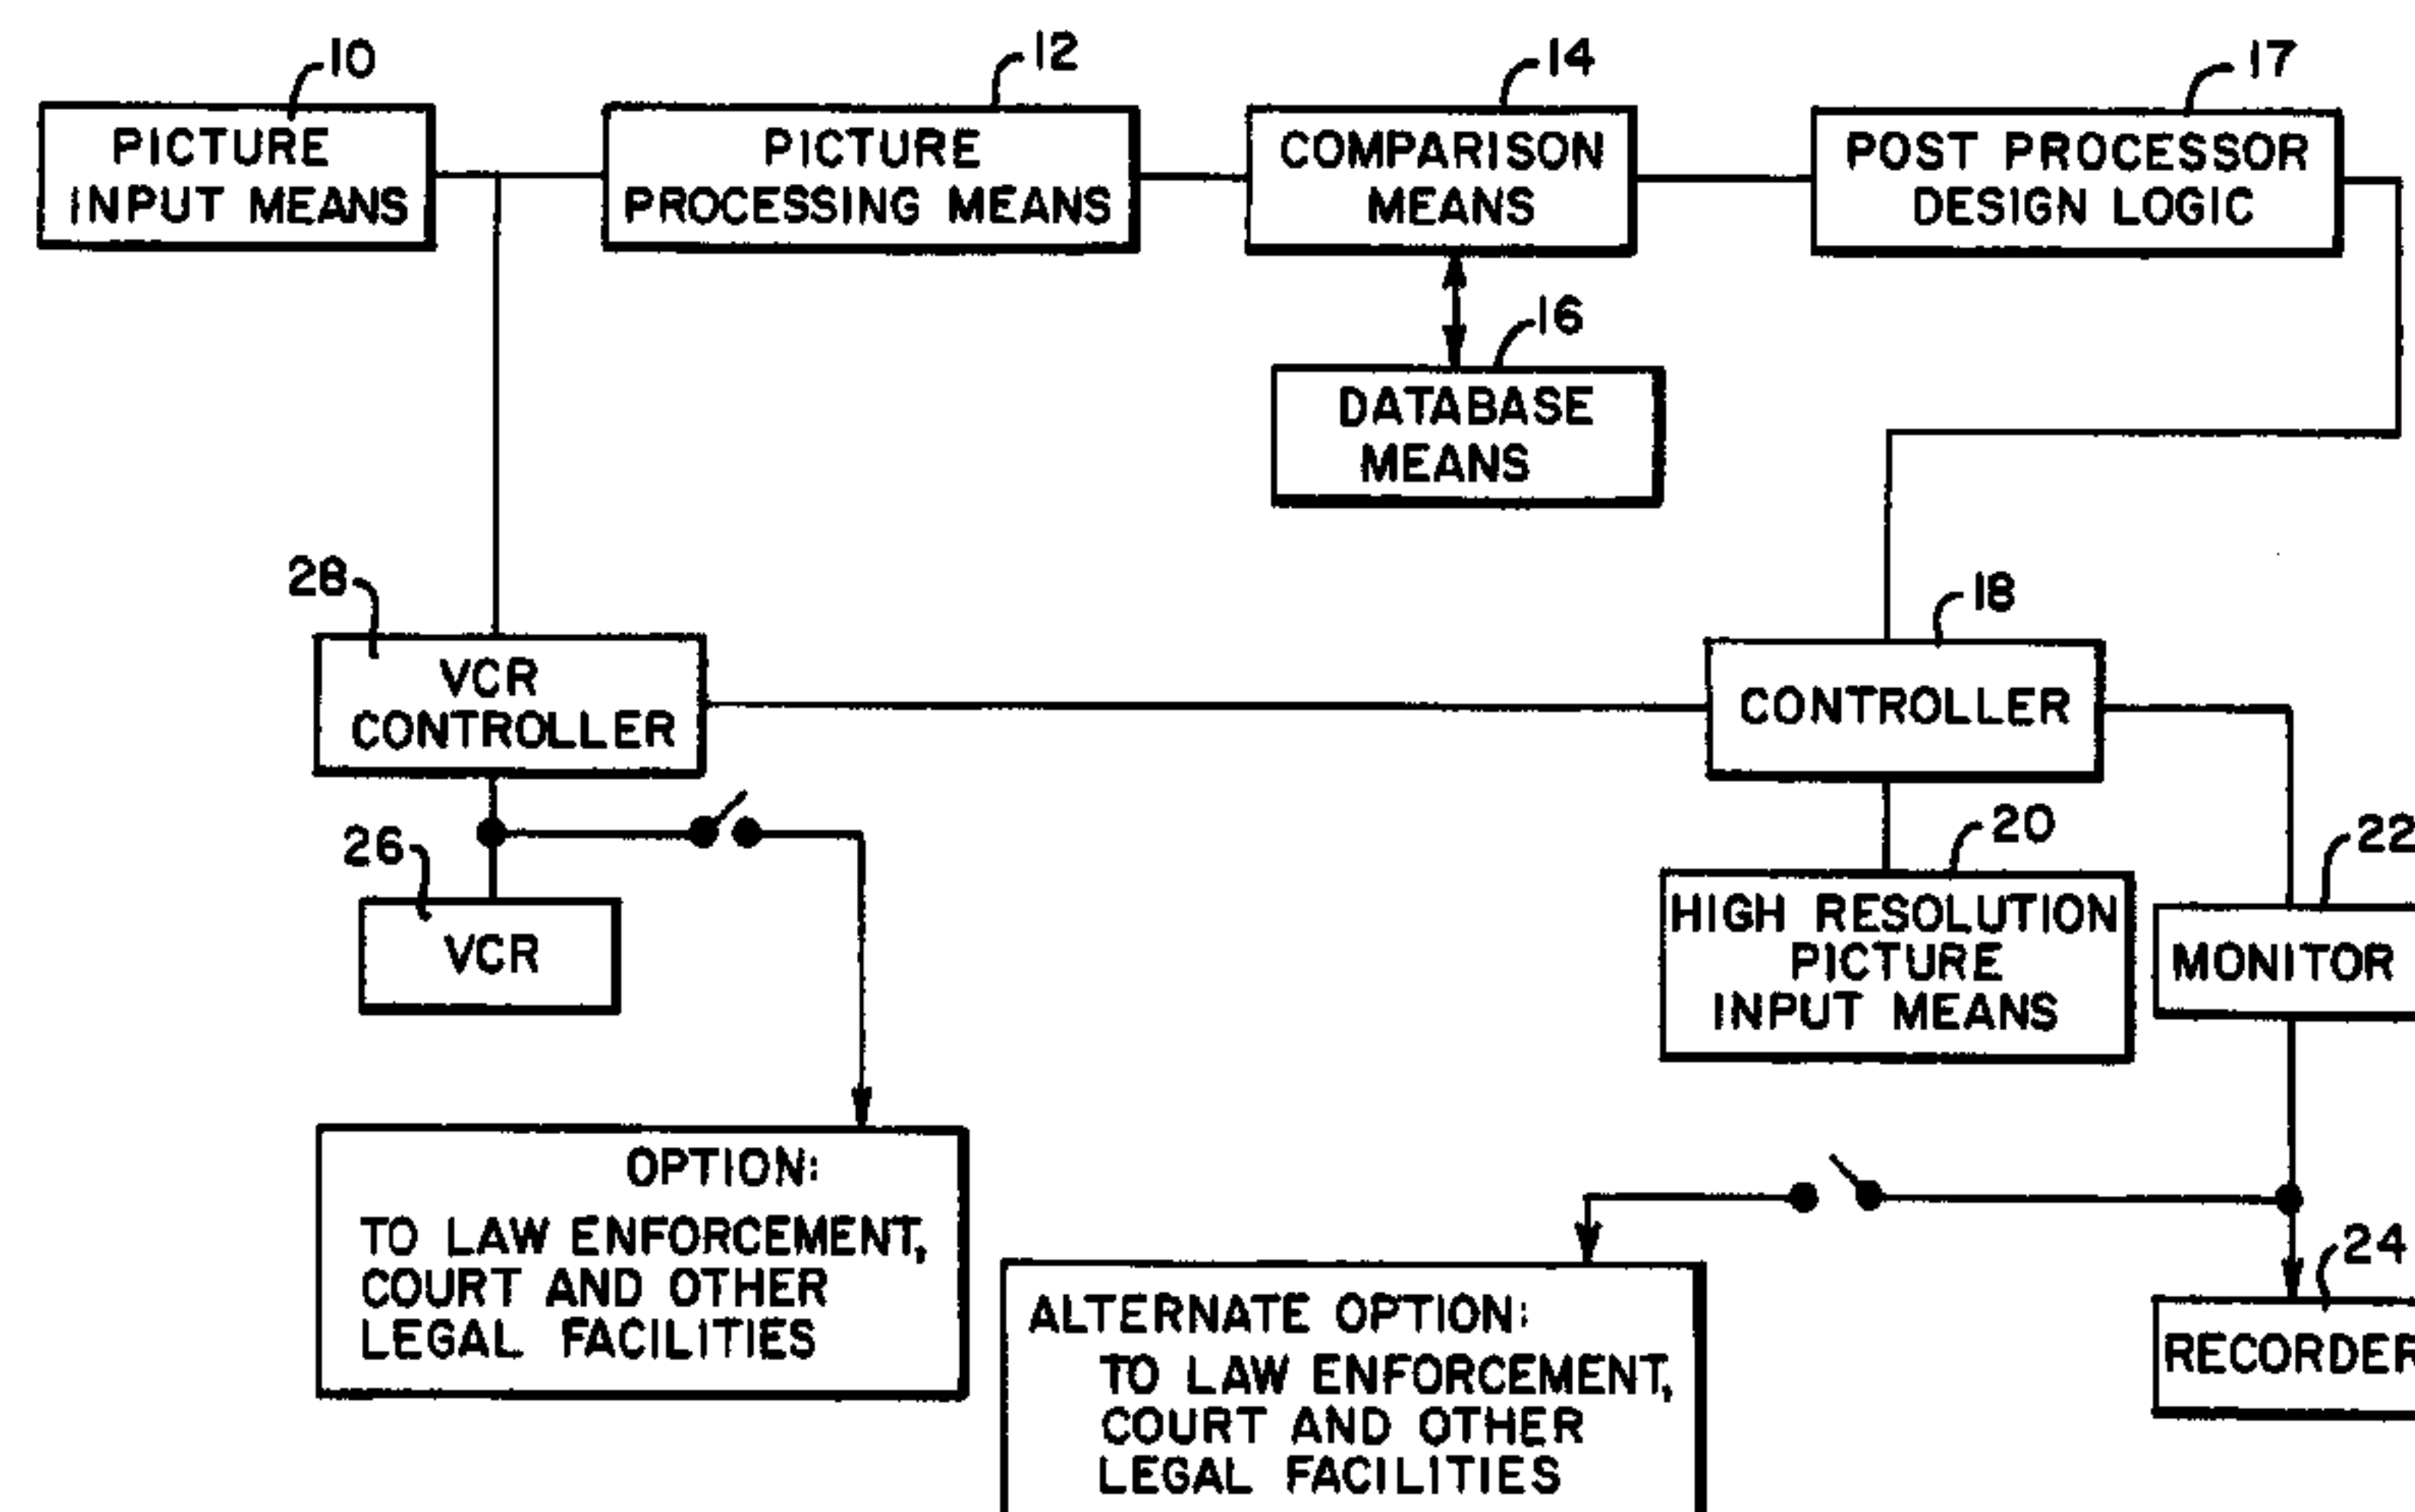 10
PICTURE
INPUT MEANS
12
PICTURE
PROCESSING MEANS
14
COMPARISON
MEANS
17
POST PROCESSOR
DESIGN LOGIC
16
DATABASE
MEANS
28
VCR
CONTROLLER
18
CONTROLLER
26
VCR
20
HIGH RESOLUTION
PICTURE
INPUT MEANS
22
MONITOR
OPTION:
TO LAW ENFORCEMENT,
COURT AND OTHER
LEGAL FACILITIES
ALTERNATE OPTION:
TO LAW ENFORCEMENT,
COURT AND OTHER
LEGAL FACILITIES
24
RECORDER